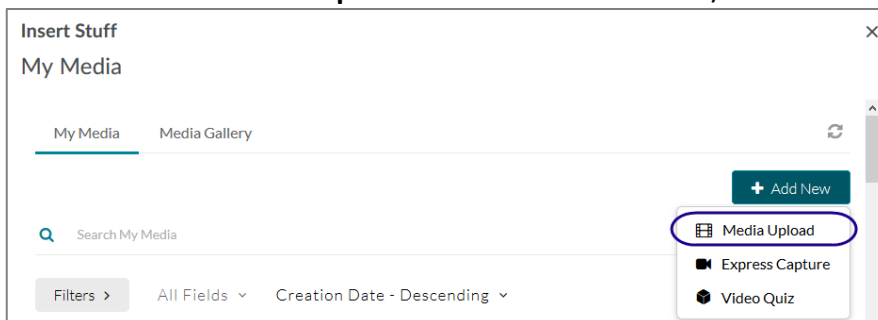 Insert Stuff
My Media
My Media Media Gallery
+ Add New
Search My Media
Media Upload
Express Capture
Video Quiz
Filters > All Fields Creation Date - Descending